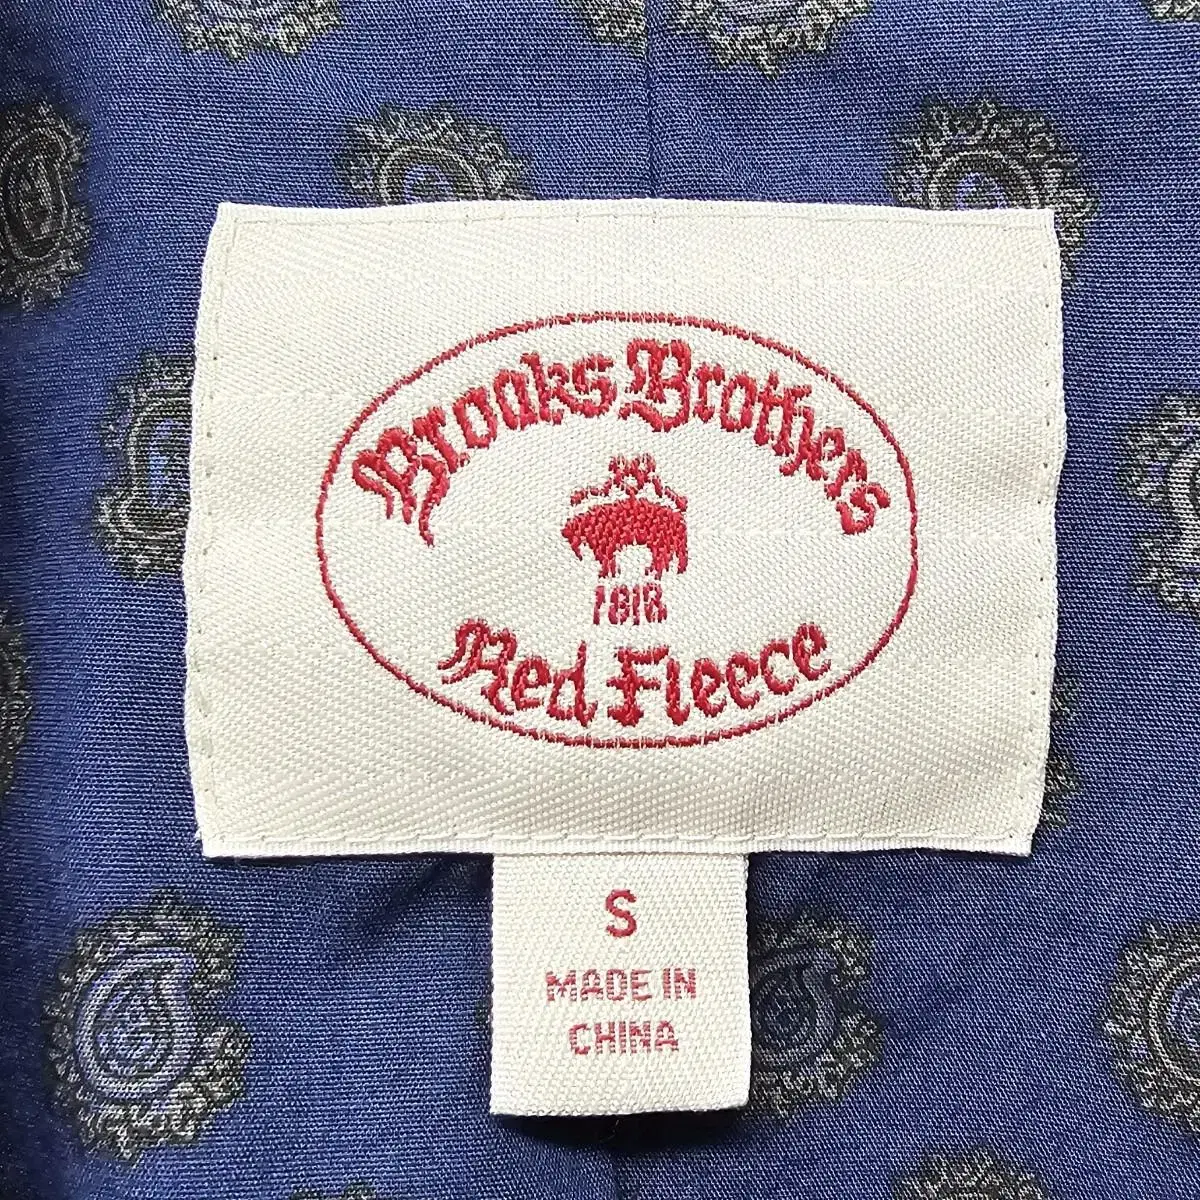 Brooks Brothers
1818
Red Fleece
S
MADE IN
CHINA